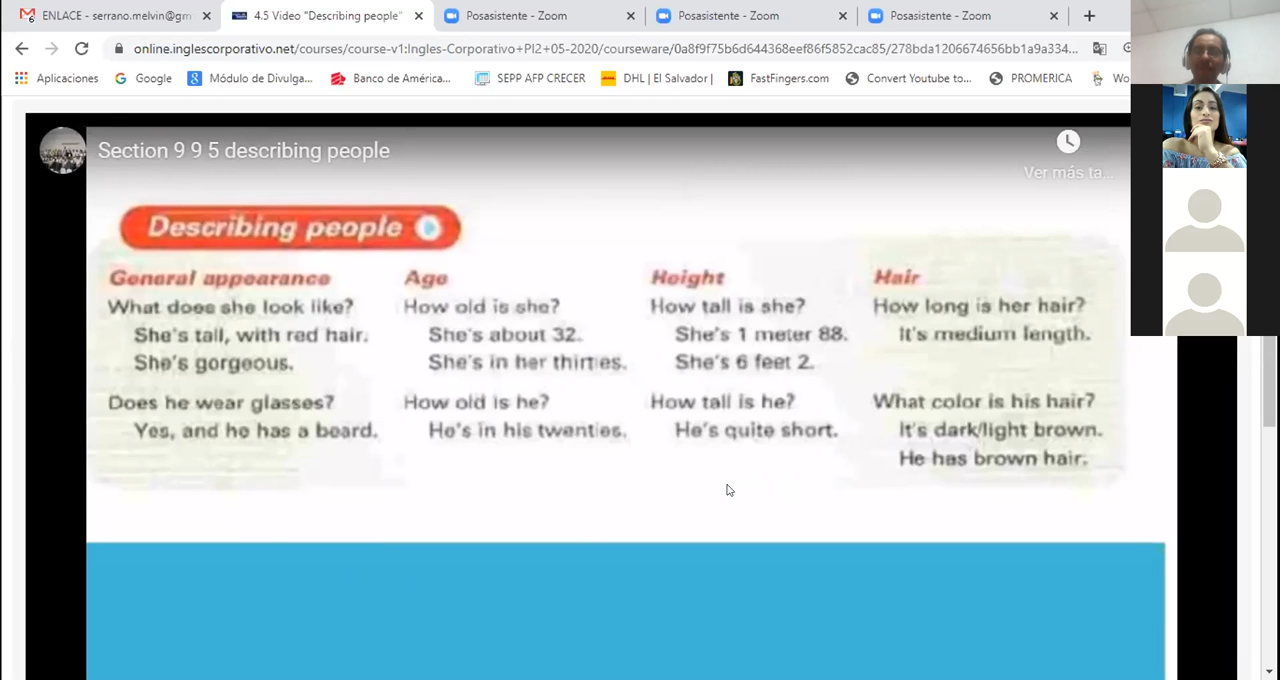 ENLACE - serrano.melvin@gm
4.5 Video "Describing people"
Posasistente - Zoom
Posasistente - Zoom
Posasistente - Zoom
online.inglescorporativo.net/courses/course-v1:Ingles-Corporativo+PI2+05-2020/courseware/0a8f9f75b6d644368eef86f5852cac85/278bda1206674656bb1a9a334...
Aplicaciones
Google
Módulo de Divulga...
Banco de América...
SEPP AFP CRECER
DHL | El Salvador |
FastFingers.com
Convert Youtube to...
PROMERICA
Wo
Section 9 9 5 describing people
Ver más ta...
Describing people
General appearance
What does she look like?
She's tall, with red hair.
She's gorgeous.
Does he wear glasses?
Yes, and he has a beard.
Age
How old is she?
She's about 32.
She's in her thirties.
How old is he?
He's in his twenties.
Height
How tall is she?
She's 1 meter 88.
She's 6 feet 2.
How tall is he?
He's quite short.
Hair
How long is her hair?
It's medium length.
What color is his hair?
It's dark/light brown.
He has brown hair.